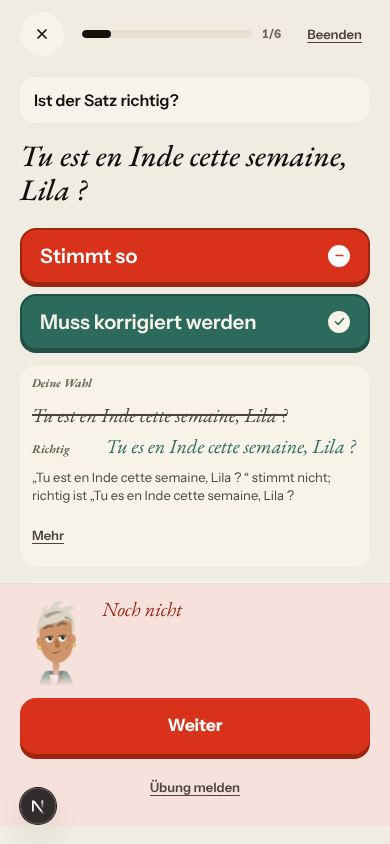 1/6
Beenden
Ist der Satz richtig?
Tu est en Inde cette semaine,
Lila ?
Stimmt so
Muss korrigiert werden
Deine Wahl
Tu est en Inde cette semaine, Lila ?
Richtig
Tu es en Inde cette semaine, Lila ?
„Tu est en Inde cette semaine, Lila ? “ stimmt nicht;
richtig ist „Tu es en Inde cette semaine, Lila ?
Mehr
Noch nicht
Weiter
Übung melden
N